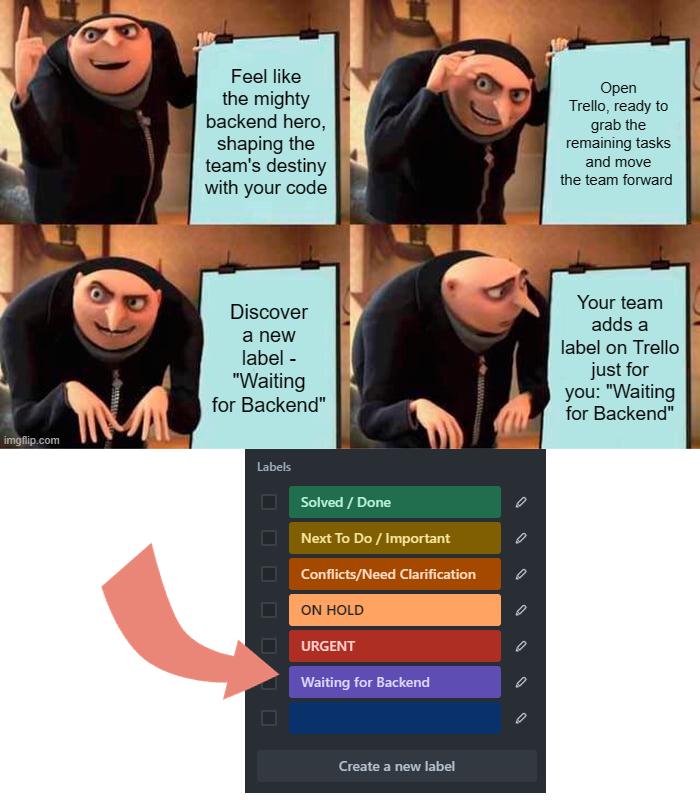 Feel like
the mighty
backend hero,
shaping the
team's destiny
with your code
Open
Trello, ready to
grab the
remaining tasks
and move
the team forward
Discover
a new
label -
"Waiting
for Backend"
Your team
adds a
label on Trello
just for
you: "Waiting
for Backend"
imgflip.com
Labels
Solved / Done
Next To Do / Important
Conflicts/Need Clarification
ON HOLD
URGENT
Waiting for Backend
Create a new label